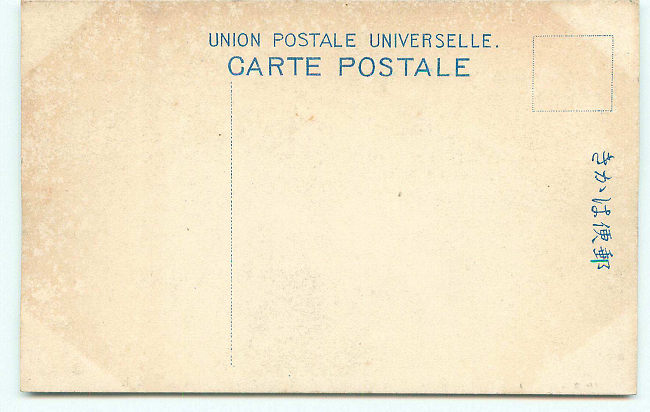 UNION POSTALE UNIVERSELLE.
CARTE POSTALE
きかは便郵